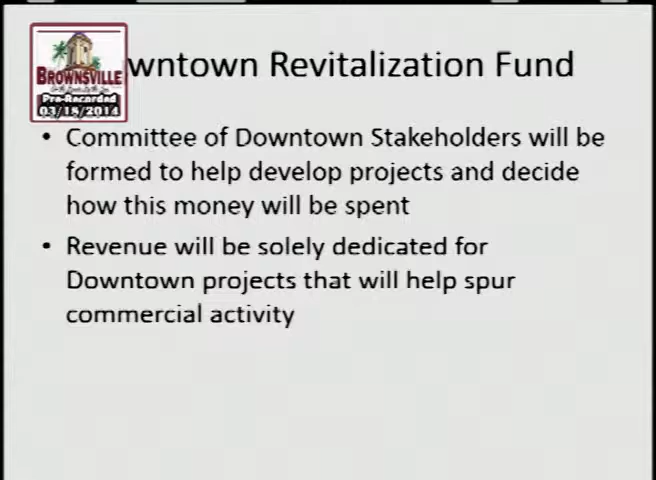 BROWNSVILLE
Pre-Recorded
03/18/2014
wntown Revitalization Fund
• Committee of Downtown Stakeholders will be
formed to help develop projects and decide
how this money will be spent
• Revenue will be solely dedicated for
Downtown projects that will help spur
commercial activity